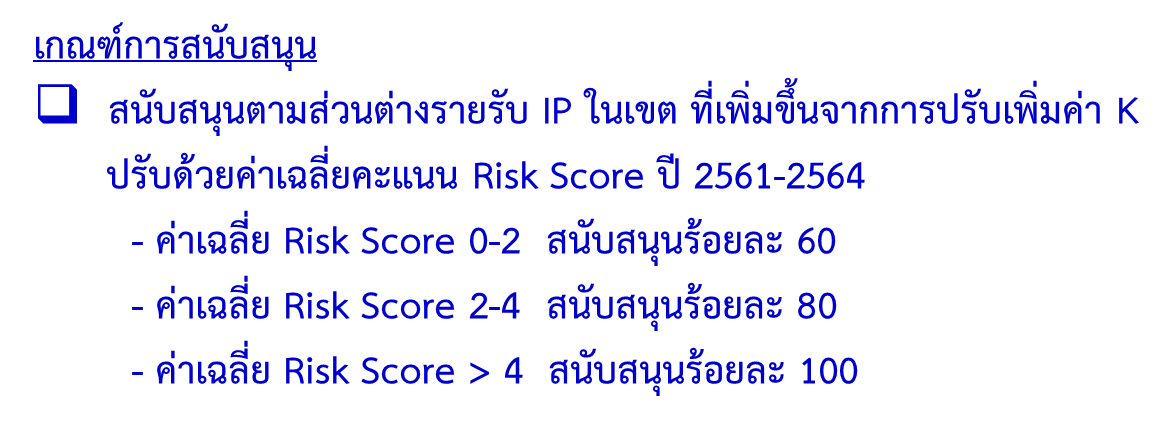 เกณฑ์การสนับสนุน
❑ สนับสนุนตามส่วนต่างรายรับ IP ในเขต ที่เพิ่มขึ้นจากการปรับเพิ่มค่า K
ปรับด้วยค่าเฉลี่ยคะแนน Risk Score ปี 2561-2564
- ค่าเฉลี่ย Risk Score 0-2 สนับสนุนร้อยละ 60
- ค่าเฉลี่ย Risk Score 2-4 สนับสนุนร้อยละ 80
- ค่าเฉลี่ย Risk Score > 4 สนับสนุนร้อยละ 100